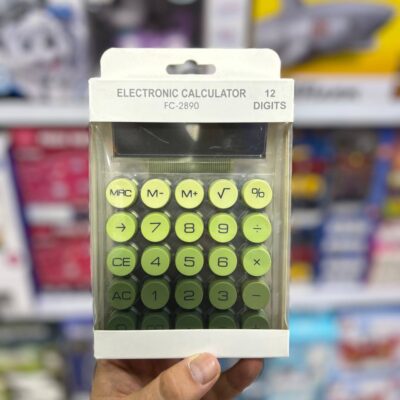 ELECTRONIC CALCULATOR 12
FC-2890 DIGITS
MRC M- M+ √ %
→ 7 8 9 ÷
CE 4 5 6 ×
AC 1 2 3 -